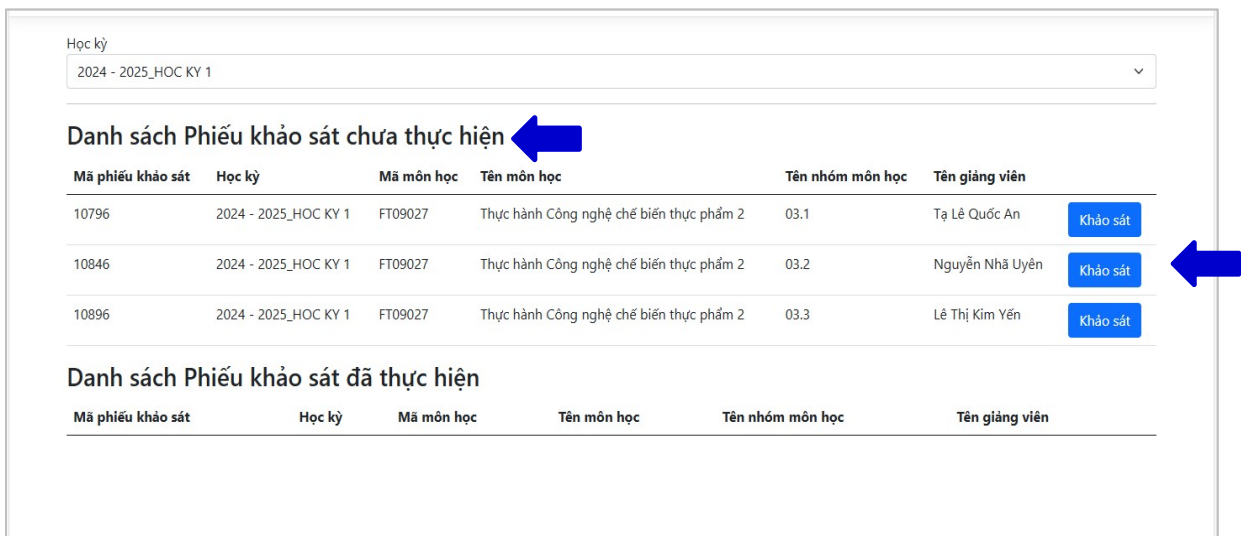 Học kỳ
2024 - 2025_HOC KY 1
Danh sách Phiếu khảo sát chưa thực hiện
Mã phiếu khảo sát Học kỳ Mã môn học Tên môn học Tên nhóm môn học Tên giảng viên
10796 2024 - 2025_HOC KY 1 FT09027 Thực hành Công nghệ chế biến thực phẩm 2 03.1 Tạ Lê Quốc An Khảo sát
10846 2024 - 2025_HOC KY 1 FT09027 Thực hành Công nghệ chế biến thực phẩm 2 03.2 Nguyễn Nhã Uyên Khảo sát
10896 2024 - 2025_HOC KY 1 FT09027 Thực hành Công nghệ chế biến thực phẩm 2 03.3 Lê Thị Kim Yến Khảo sát
Danh sách Phiếu khảo sát đã thực hiện
Mã phiếu khảo sát Học kỳ Mã môn học Tên môn học Tên nhóm môn học Tên giảng viên